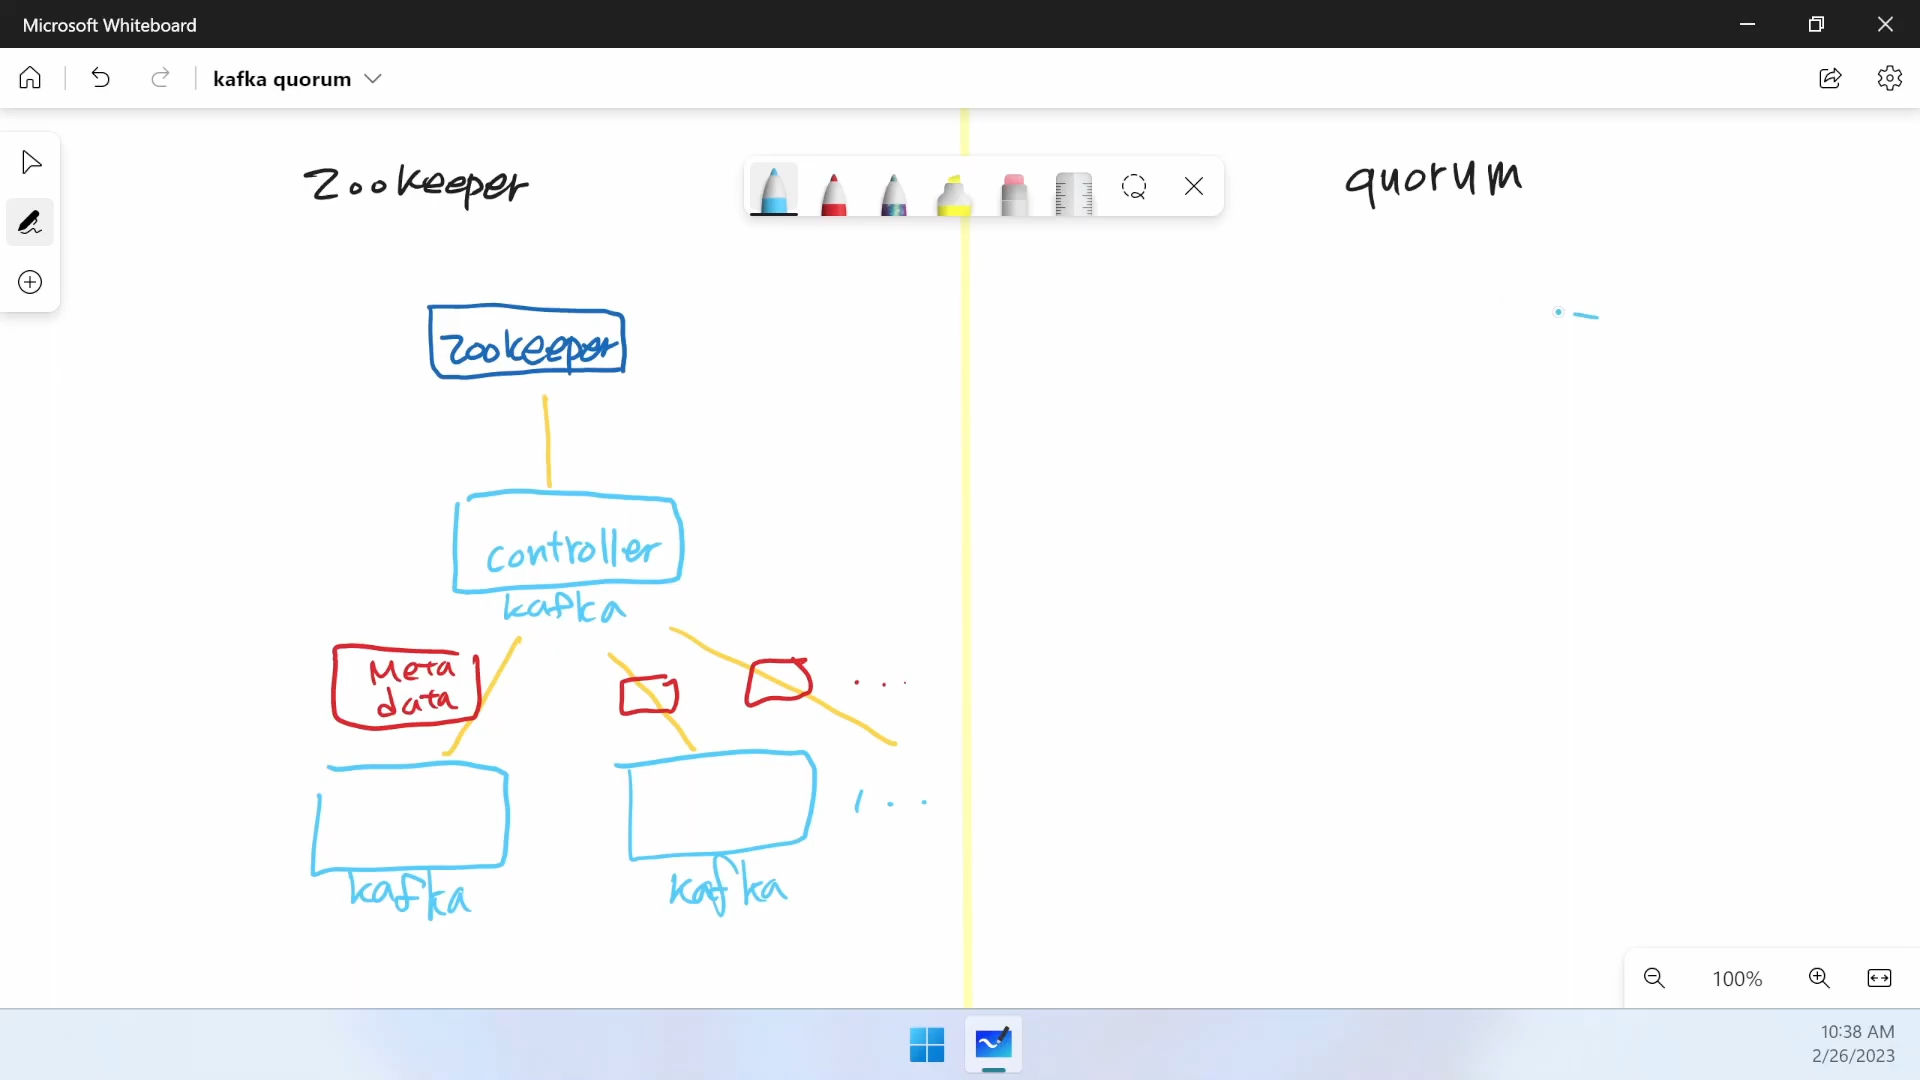 Microsoft Whiteboard
kafka quorum
zookeeper
quorum
zookeeper
controller
kafka
Meta
data
kafka
kafka
100%
10:38 AM
2/26/2023